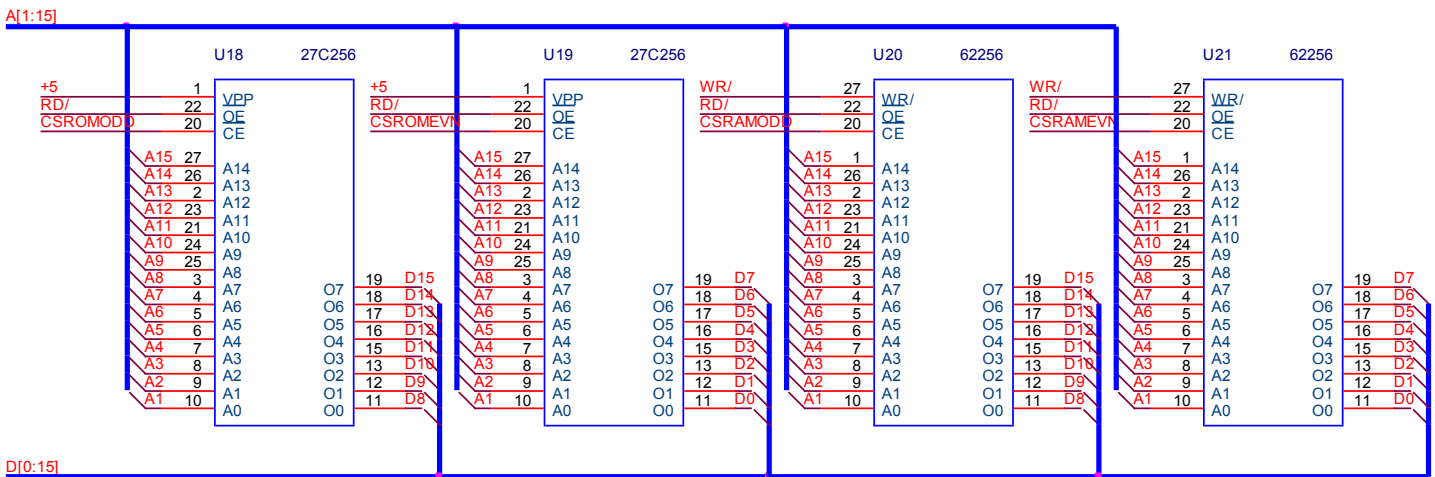 A[1:15]
U18 27C256 U19 27C256 U20 62256 U21 62256
+5 1 VPP +5 1 VPP WR/ 27 WR/ WR/ 27 WR/
RD/ 22 OE RD/ 22 OE RD/ 22 OE RD/ 22 OE
CSROMODD 20 CE CSROMEVN 20 CE CSRAMODD 20 CE CSRAMEVN 20 CE
A15 27 A14 A15 27 A14 A15 1 A14 A15 1 A14
A14 26 A13 A14 26 A13 A14 26 A13 A14 26 A13
A13 2 A12 A13 2 A12 A13 2 A12 A13 2 A12
A12 23 A11 A12 23 A11 A12 23 A11 A12 23 A11
A11 21 A10 A11 21 A10 A11 21 A10 A11 21 A10
A10 24 A9 A10 24 A9 A10 24 A9 A10 24 A9
A9 25 A8 A9 25 A8 A9 25 A8 A9 25 A8
A8 3 A7 O7 19 D15 A8 3 A7 O7 19 D7 A8 3 A7 O7 19 D15 A8 3 A7 O7 19 D7
A7 4 A6 O6 18 D14 A7 4 A6 O6 18 D6 A7 4 A6 O6 18 D14 A7 4 A6 O6 18 D6
A6 5 A5 O5 17 D13 A6 5 A5 O5 17 D5 A6 5 A5 O5 17 D13 A6 5 A5 O5 17 D5
A5 6 A4 O4 16 D12 A5 6 A4 O4 16 D4 A5 6 A4 O4 16 D12 A5 6 A4 O4 16 D4
A4 7 A3 O3 15 D11 A4 7 A3 O3 15 D3 A4 7 A3 O3 15 D11 A4 7 A3 O3 15 D3
A3 8 A2 O2 13 D10 A3 8 A2 O2 13 D2 A3 8 A2 O2 13 D10 A3 8 A2 O2 13 D2
A2 9 A1 O1 12 D9 A2 9 A1 O1 12 D1 A2 9 A1 O1 12 D9 A2 9 A1 O1 12 D1
A1 10 A0 O0 11 D8 A1 10 A0 O0 11 D0 A1 10 A0 O0 11 D8 A1 10 A0 O0 11 D0
D[0:15]